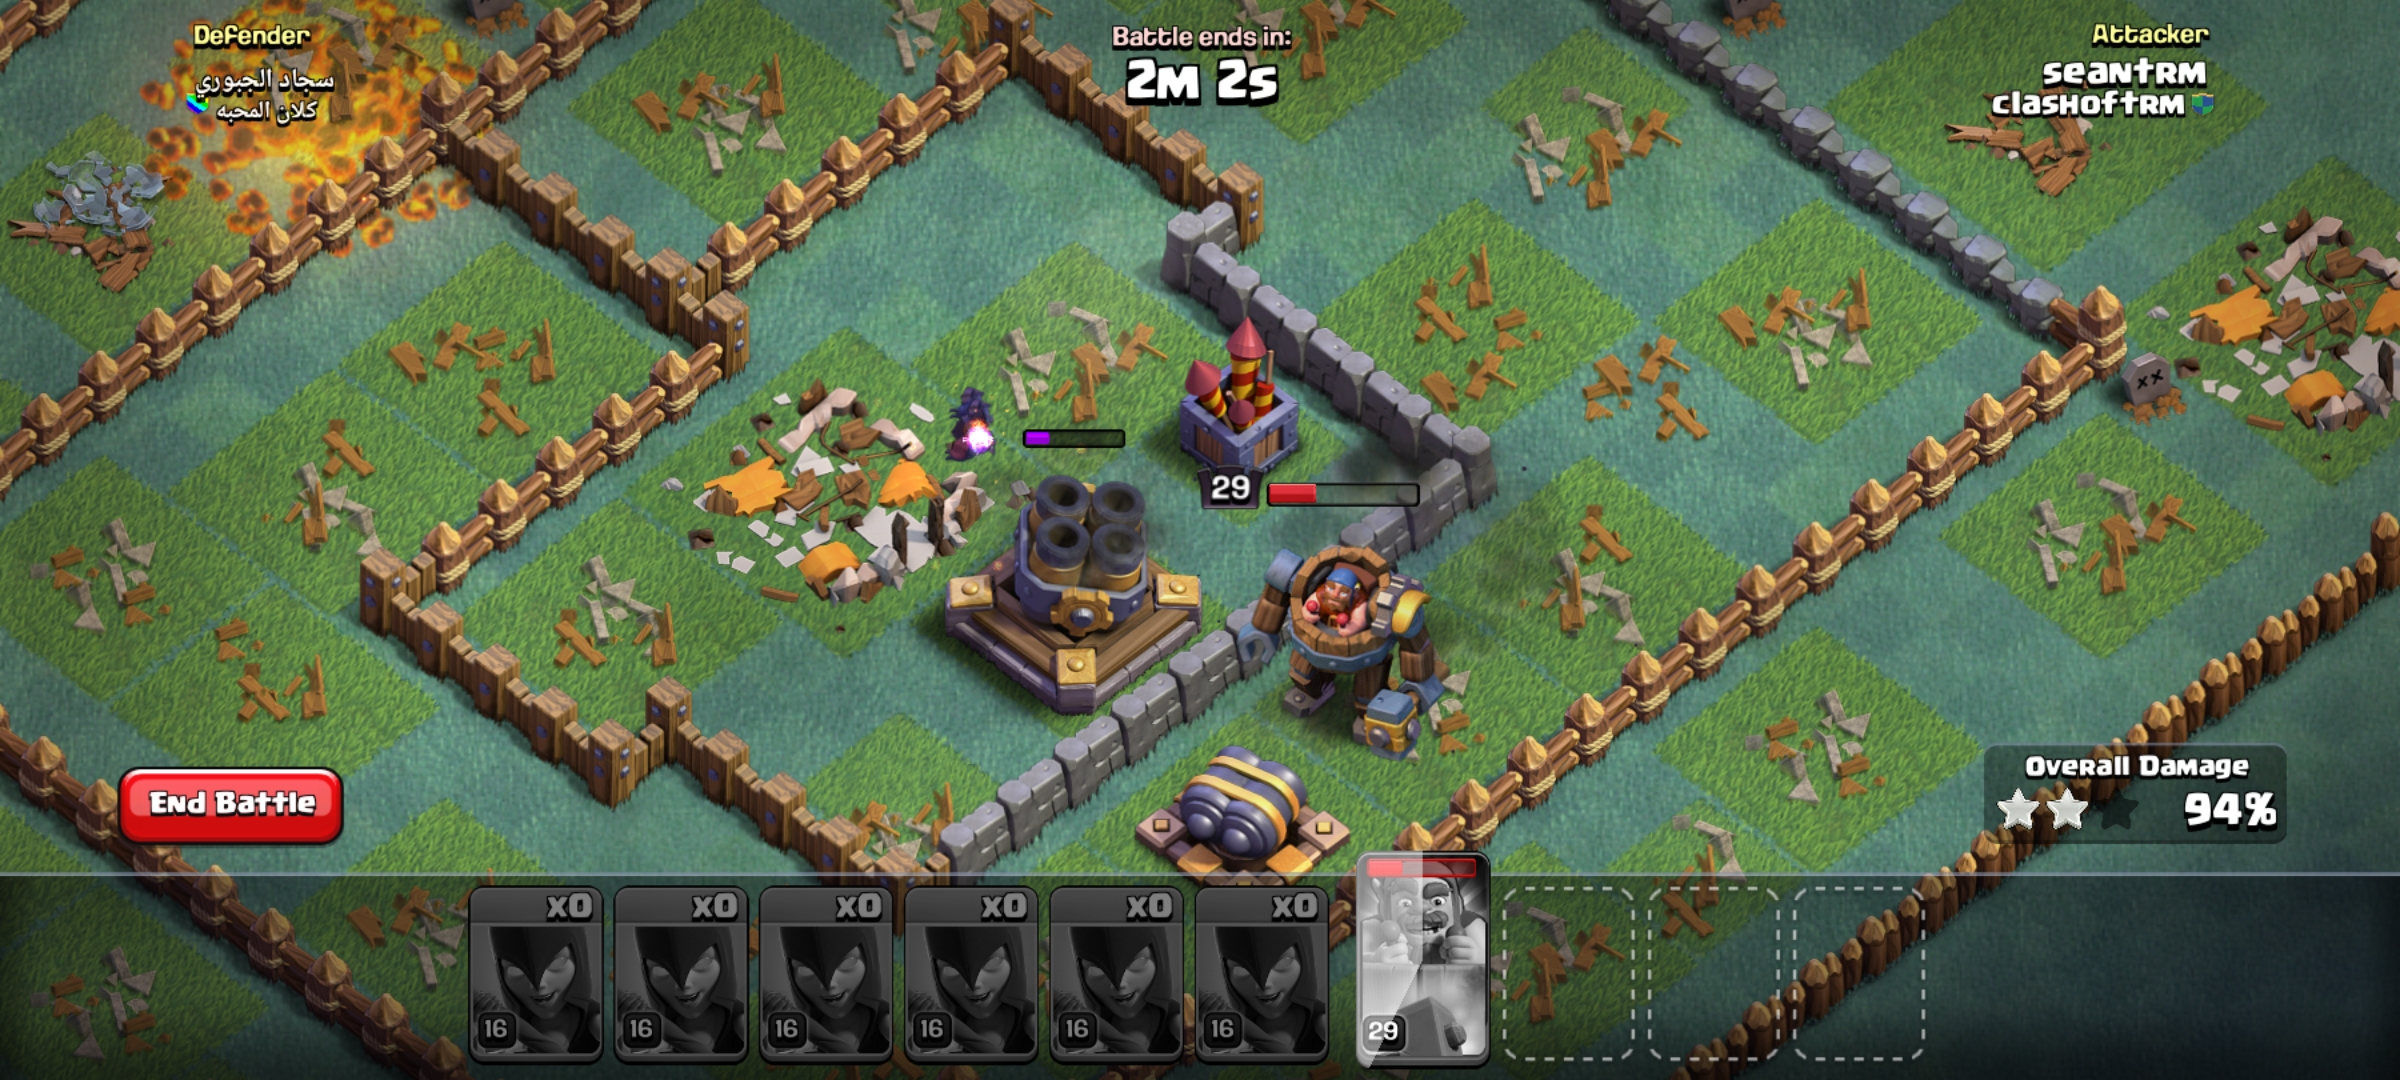 Defender
سجاد الجبوري
كلان المحبه
Battle ends in:
2M 2s
Attacker
seantRM
clashoftRM
29
End Battle
Overall Damage
94%
x0
x0
x0
x0
x0
x0
16
16
16
16
16
16
29